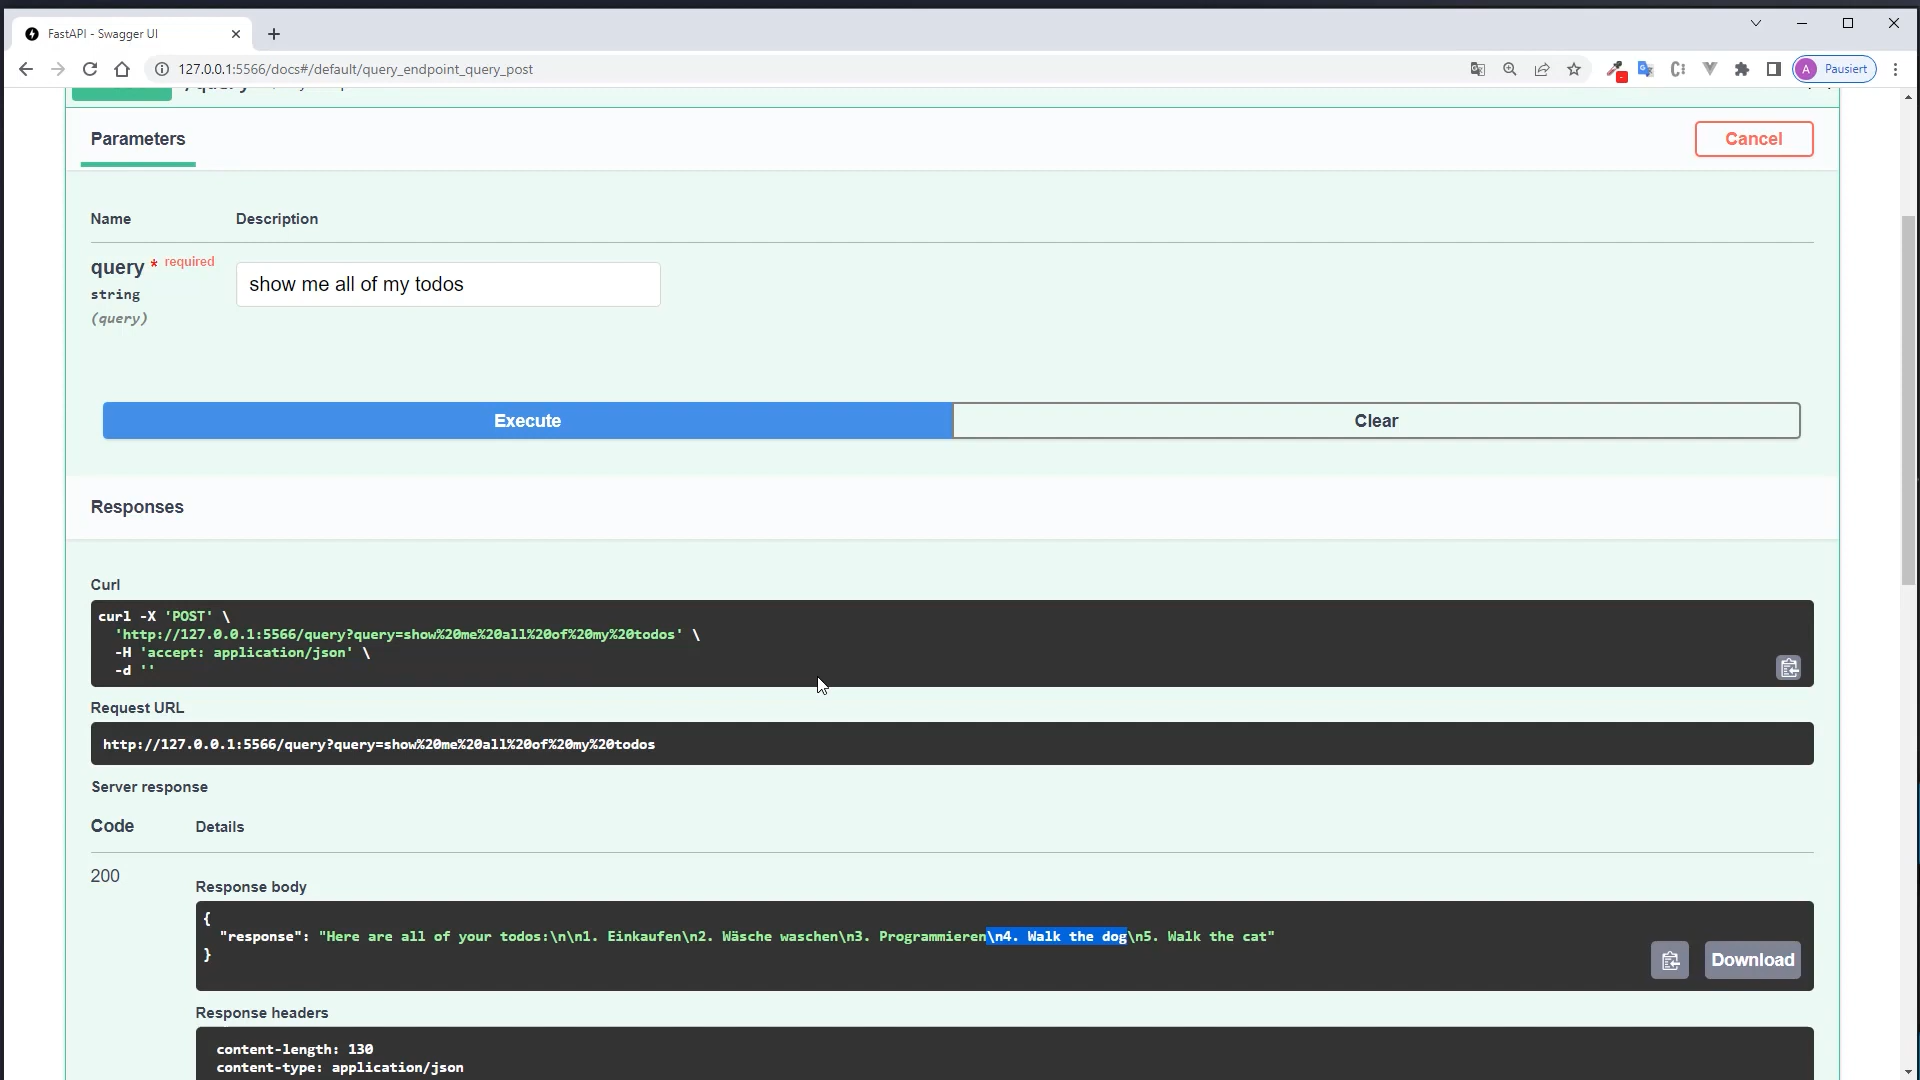 FastAPI - Swagger UI
127.0.0.1:5566/docs#/default/query_endpoint_query_post
A Pausiert
Parameters
Cancel
Name Description
query * required
string
(query)
show me all of my todos
Execute Clear
Responses
Curl
curl -X 'POST' \
'http://127.0.0.1:5566/query?query=show%20me%20all%20of%20my%20todos' \
-H 'accept: application/json' \
-d ''
Request URL
http://127.0.0.1:5566/query?query=show%20me%20all%20of%20my%20todos
Server response
Code Details
200
Response body
{
"response": "Here are all of your todos:\n\n1. Einkaufen\n2. Wäsche waschen\n3. Programmieren\n4. Walk the dog\n5. Walk the cat"
}
Download
Response headers
content-length: 130
content-type: application/json